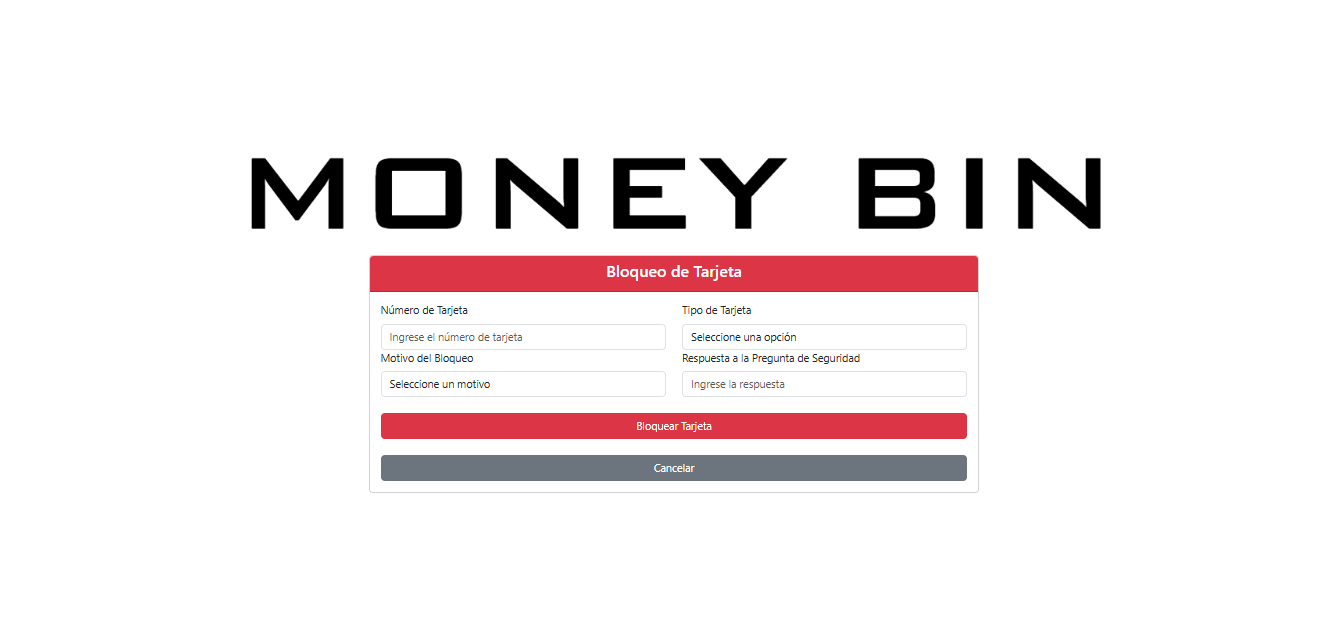 MONEY BIN
Bloqueo de Tarjeta
Número de Tarjeta
Ingrese el número de tarjeta
Tipo de Tarjeta
Seleccione una opción
Motivo del Bloqueo
Seleccione un motivo
Respuesta a la Pregunta de Seguridad
Ingrese la respuesta
Bloquear Tarjeta
Cancelar